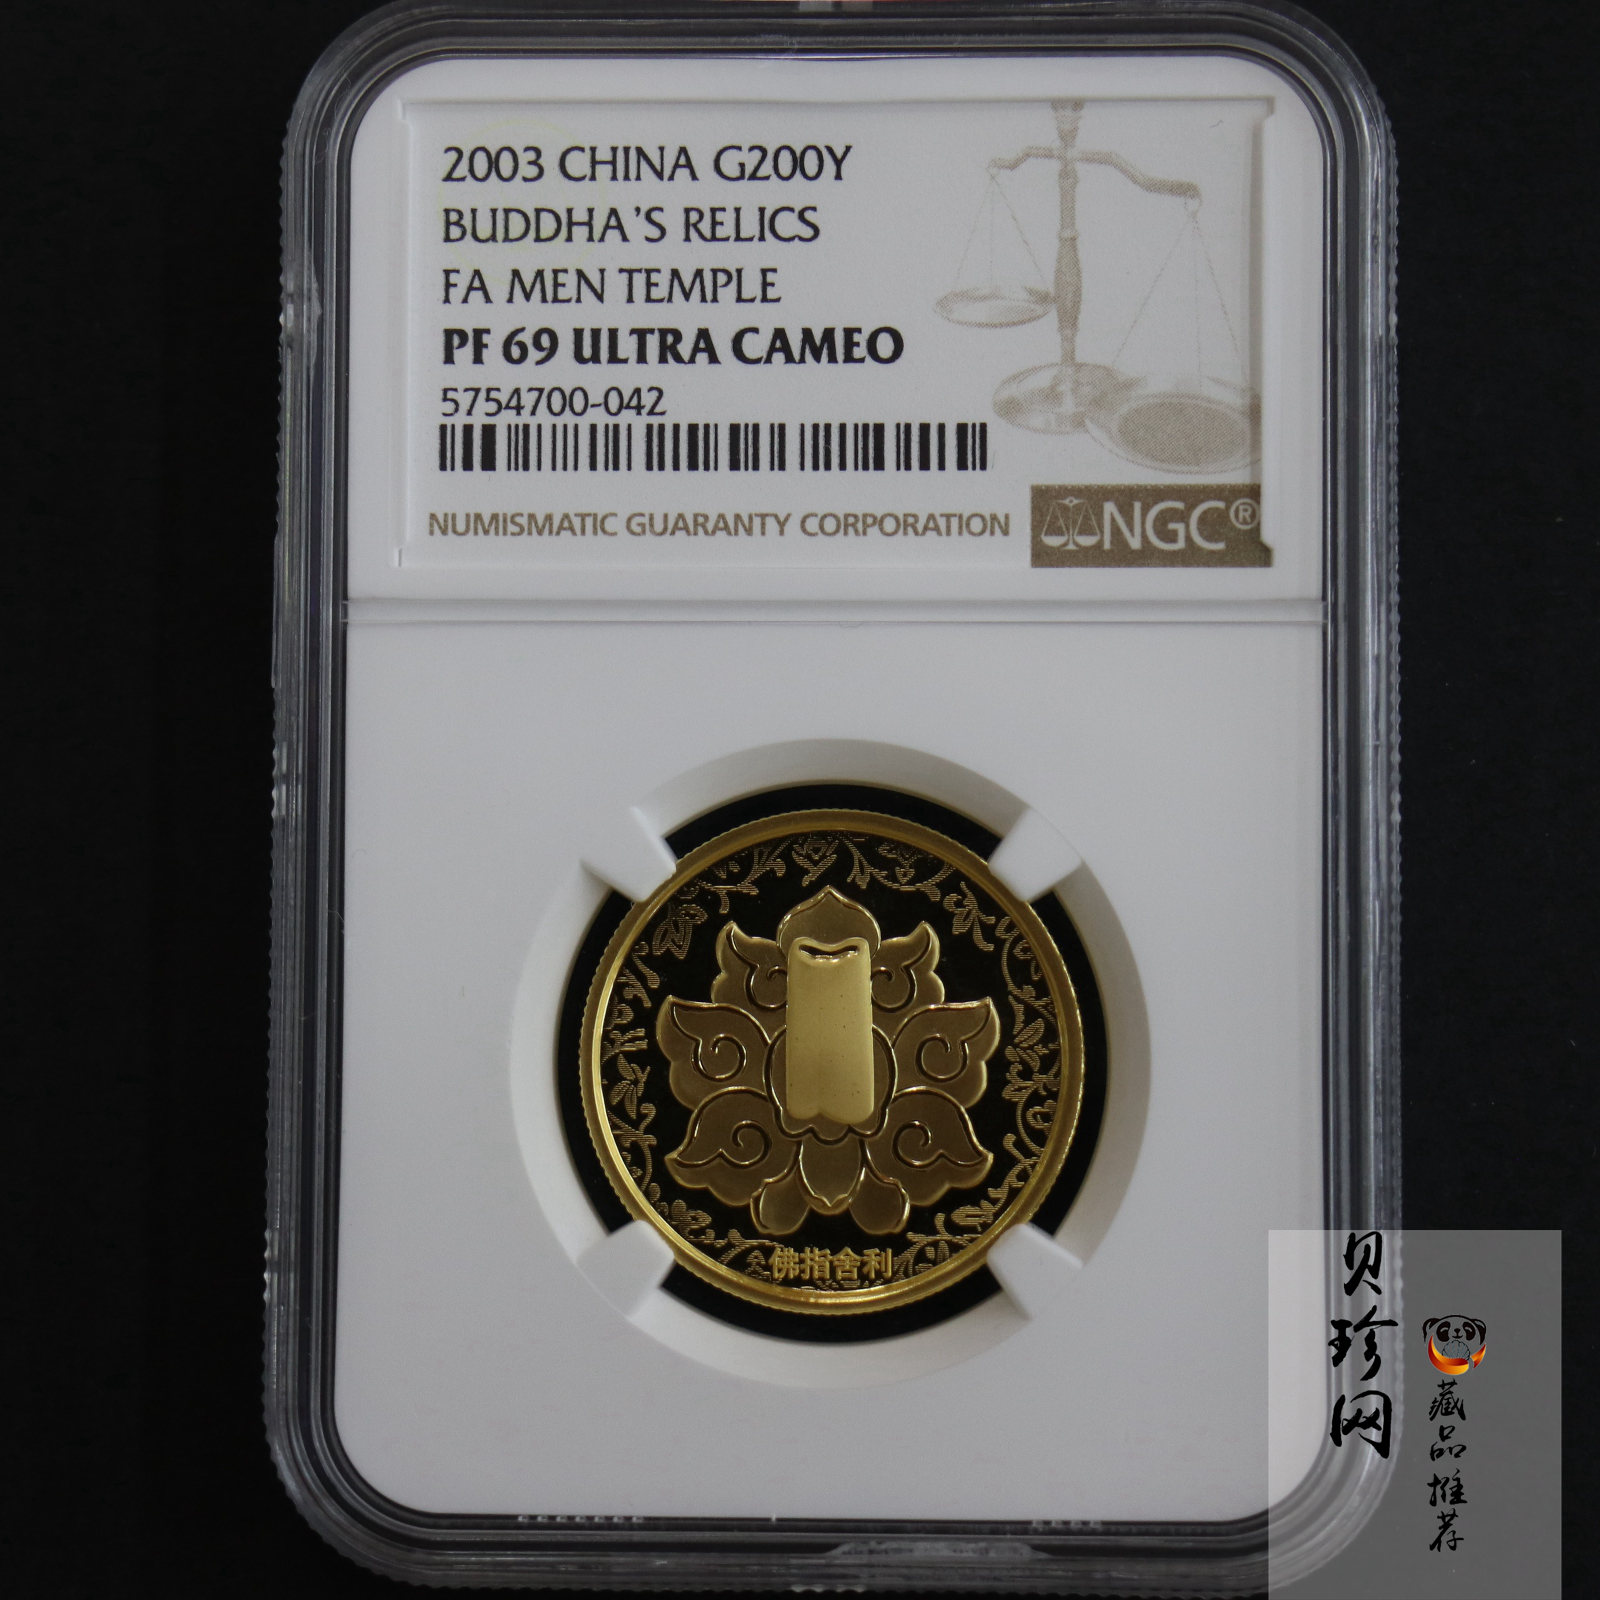 2003 CHINA G200Y
BUDDHA'S RELICS
FA MEN TEMPLE
PF 69 ULTRA CAMEO
5754700-042
NUMISMATIC GUARANTY CORPORATION
NGC®
佛指舍利
贝珍网
藏品推荐